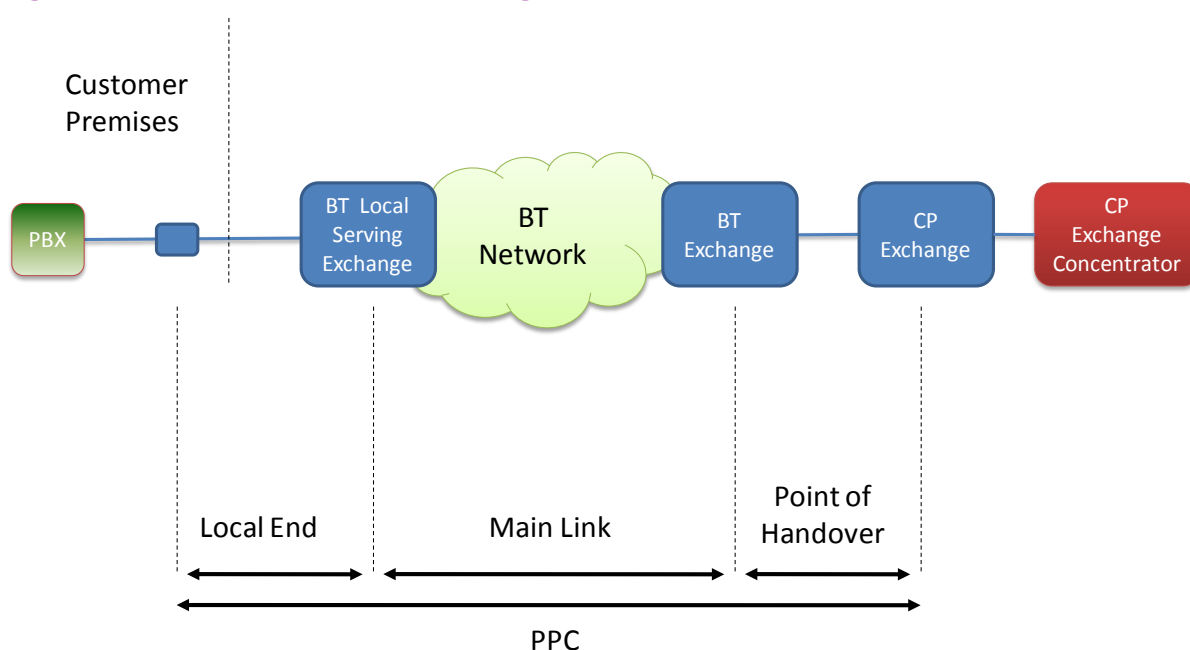 Customer
Premises
PBX
BT Local
Serving
Exchange
BT
Network
BT
Exchange
CP
Exchange
CP
Exchange
Concentrator
Local End
Main Link
Point of
Handover
PPC